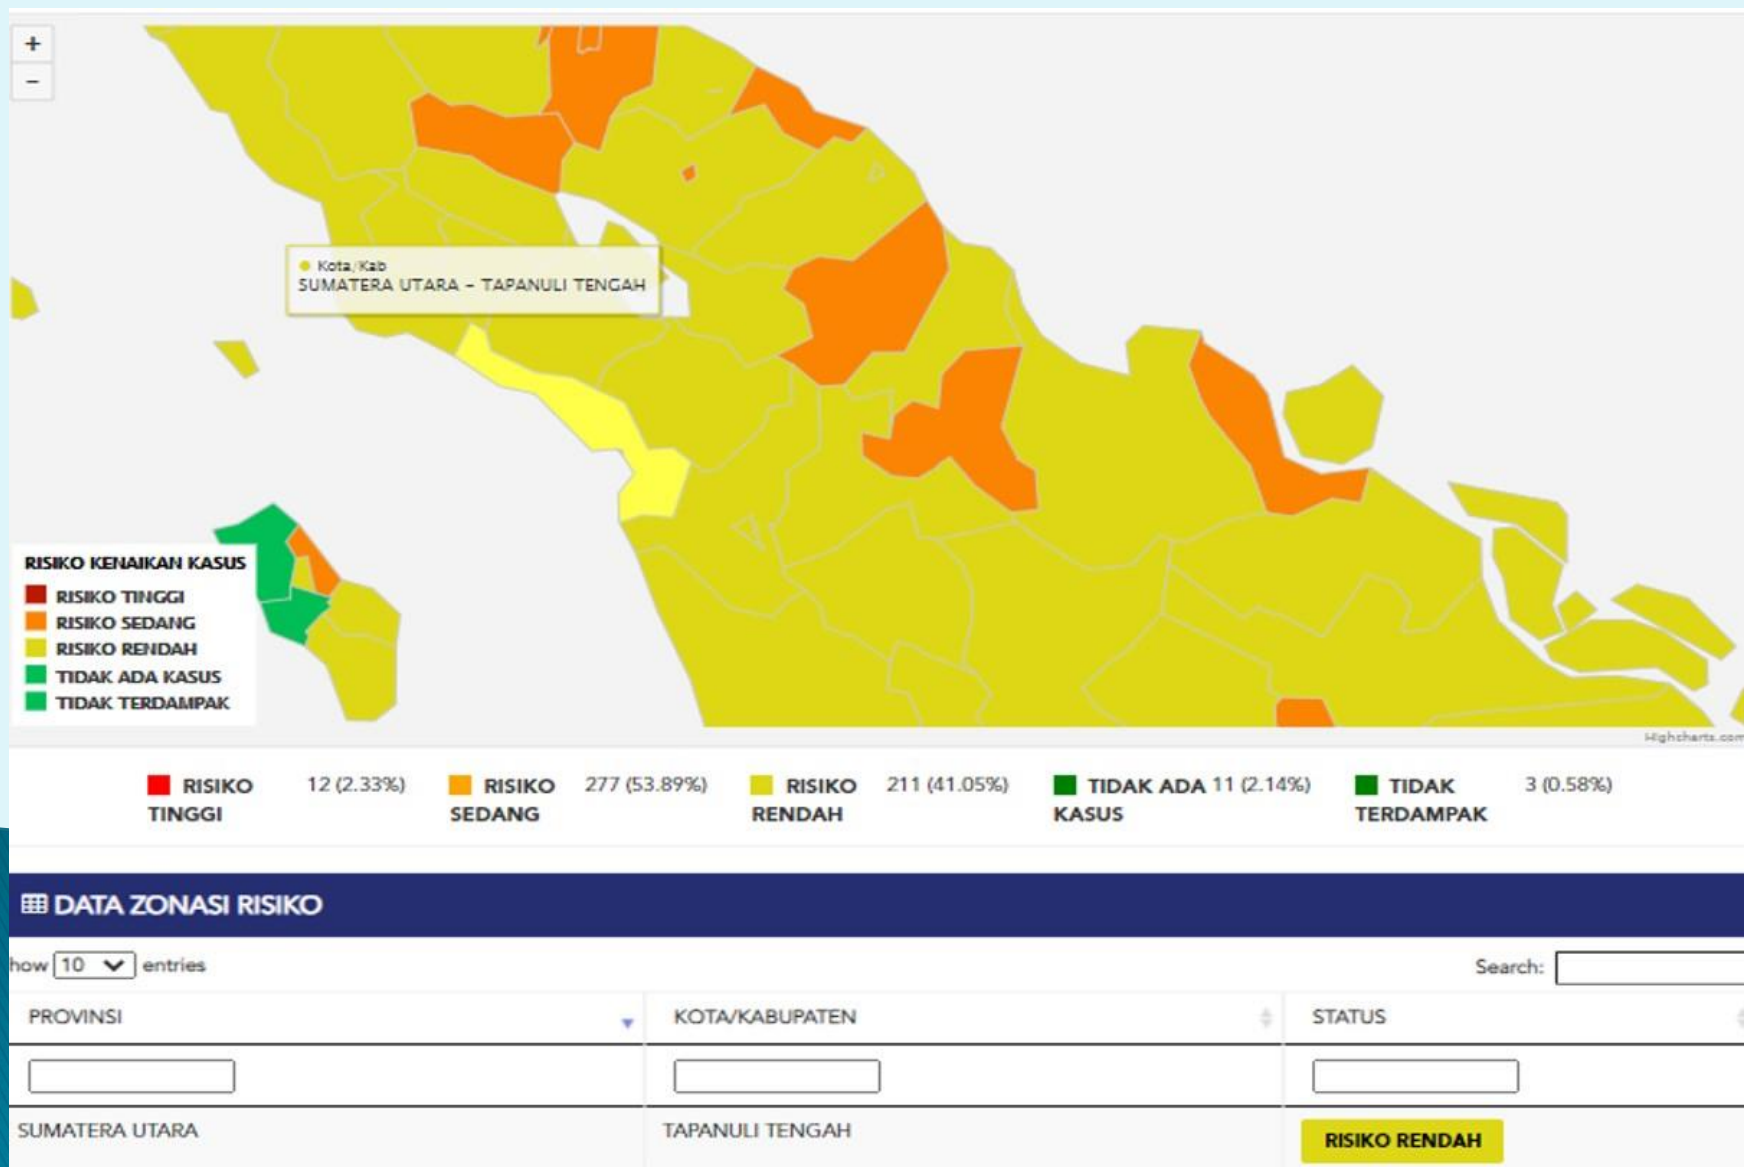 +
−
Kota/Kab
SUMATERA UTARA – TAPANULI TENGAH
RISIKO KENAIKAN KASUS
RISIKO TINGGI
RISIKO SEDANG
RISIKO RENDAH
TIDAK ADA KASUS
TIDAK TERDAMPAK
Highcharts.com
RISIKO TINGGI 12 (2.33%)
RISIKO SEDANG 277 (53.89%)
RISIKO RENDAH 211 (41.05%)
TIDAK ADA KASUS 11 (2.14%)
TIDAK TERDAMPAK 3 (0.58%)
DATA ZONASI RISIKO
how 10 entries
Search:
PROVINSI KOTA/KABUPATEN STATUS
SUMATERA UTARA TAPANULI TENGAH RISIKO RENDAH